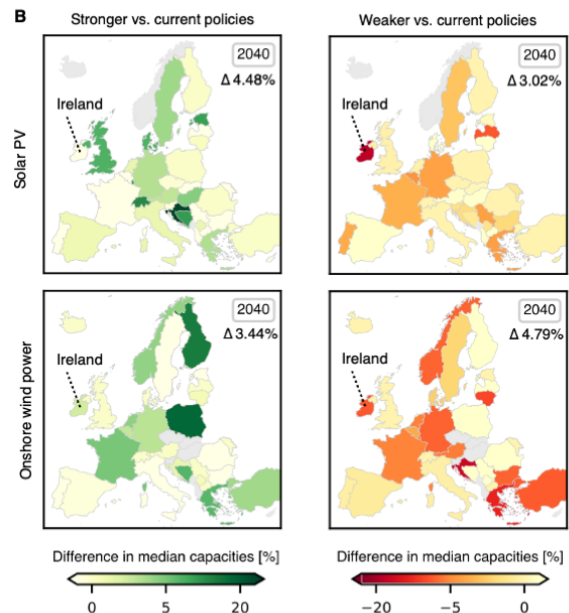 B
Stronger vs. current policies
Weaker vs. current policies
Solar PV
2040
Δ 4.48%
Ireland
2040
Δ 3.02%
Ireland
Onshore wind power
2040
Δ 3.44%
Ireland
2040
Δ 4.79%
Ireland
Difference in median capacities [%]
0 5 20
Difference in median capacities [%]
−20 −5 0